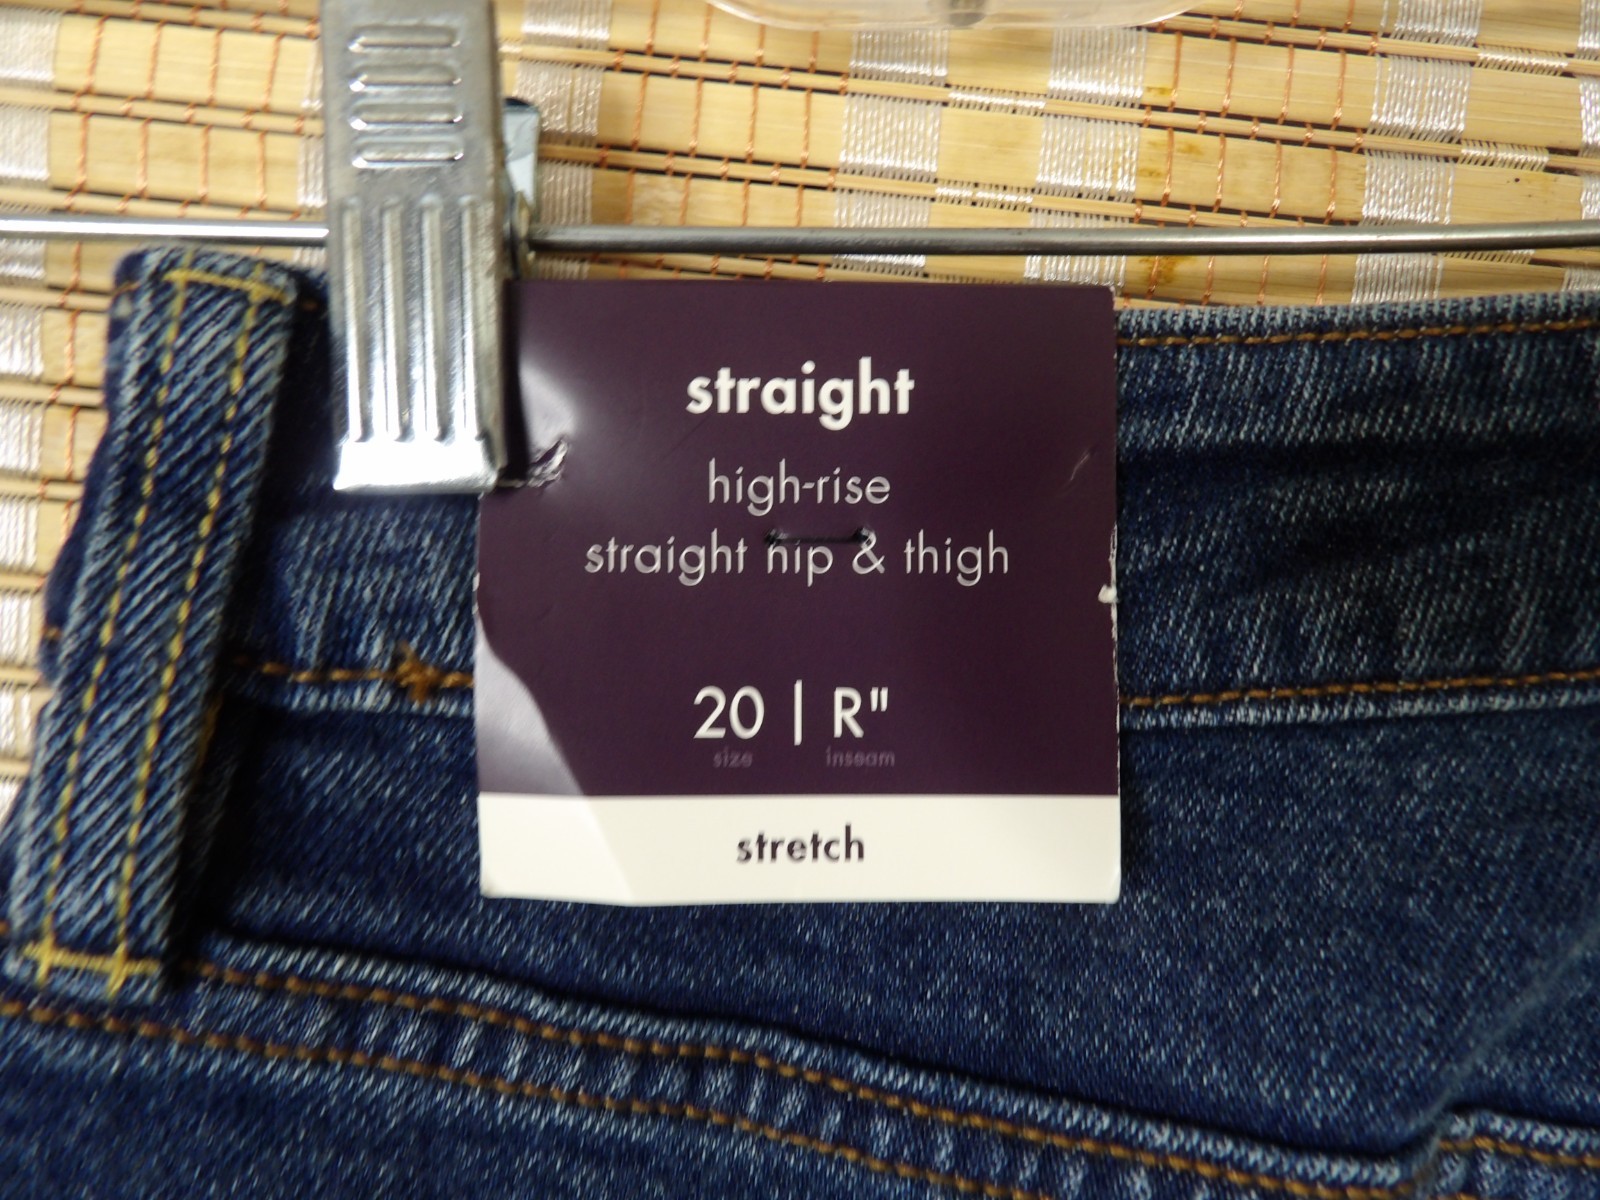 straight
high-rise
straight hip & thigh
20 | R"
size inseam
stretch